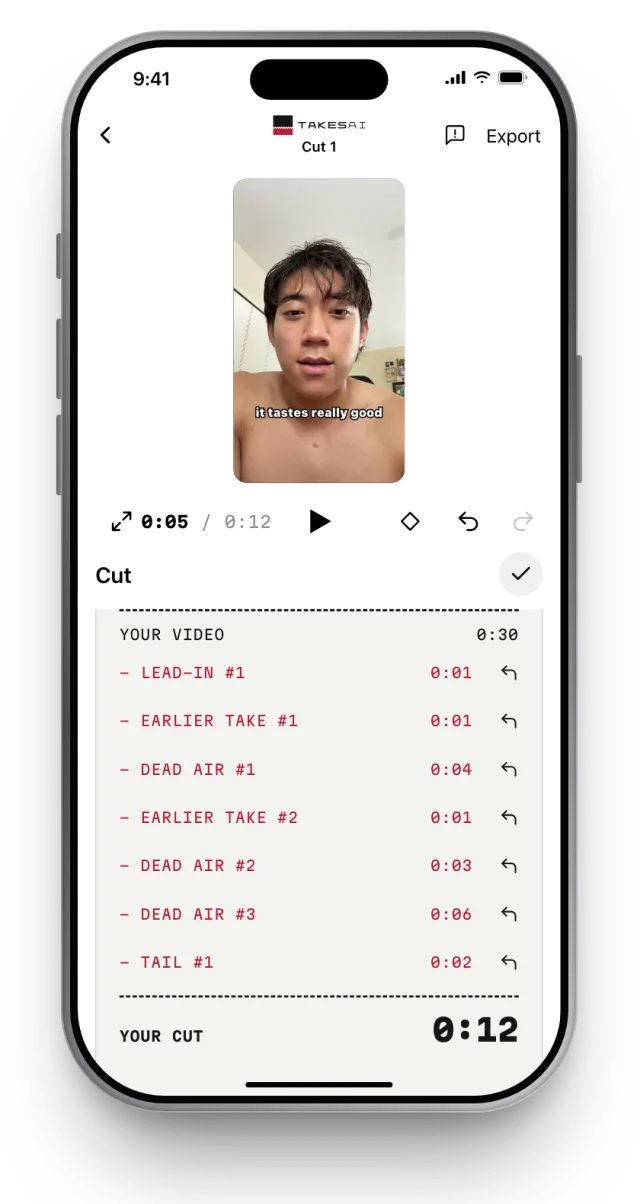 9:41
TAKESAI
Cut 1
Export
it tastes really good
0:05 / 0:12
Cut
YOUR VIDEO 0:30
– LEAD–IN #1 0:01
– EARLIER TAKE #1 0:01
– DEAD AIR #1 0:04
– EARLIER TAKE #2 0:01
– DEAD AIR #2 0:03
– DEAD AIR #3 0:06
– TAIL #1 0:02
YOUR CUT 0:12